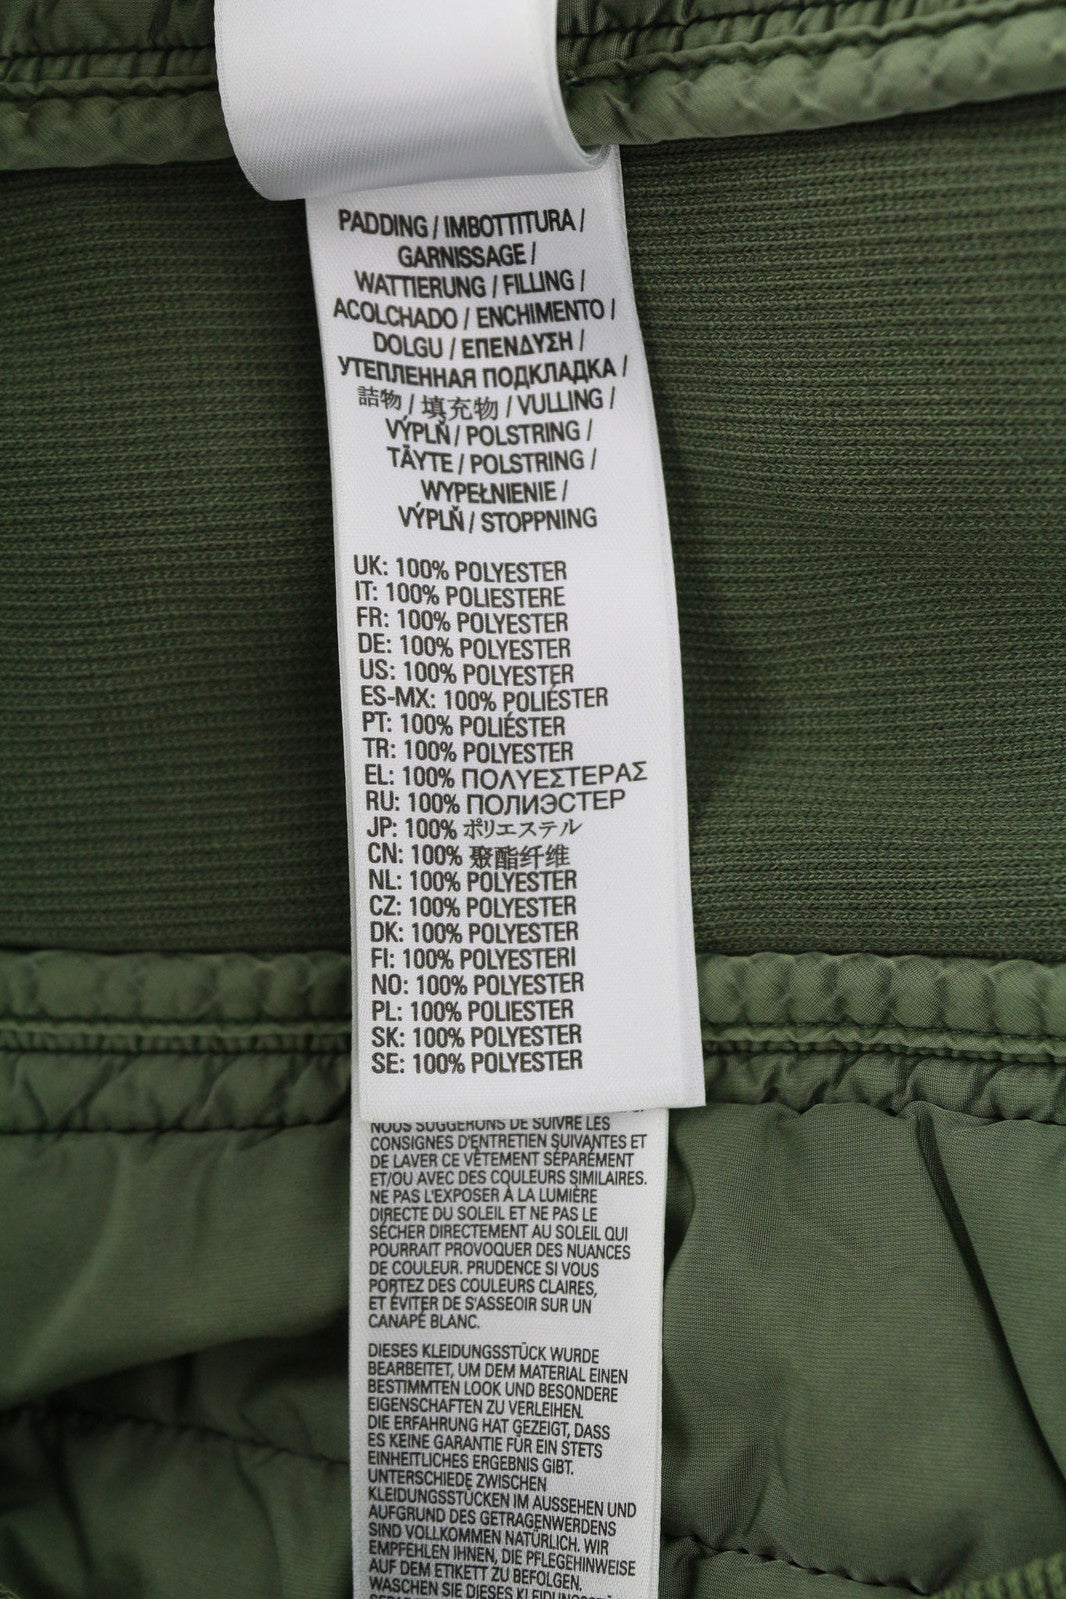 PADDING / IMBOTTITURA /
GARNISSAGE /
WATTIERUNG / FILLING /
ACOLCHADO / ENCHIMENTO /
DOLGU / ΕΠΕΝΔΥΣΗ /
УТЕПЛЕННАЯ ПОДКЛАДКА /
詰物 / 填充物 / VULLING /
VÝPLŇ / POLSTRING /
TÄYTE / POLSTRING /
WYPEŁNIENIE /
VÝPLŇ / STOPPNING
UK: 100% POLYESTER
IT: 100% POLIESTERE
FR: 100% POLYESTER
DE: 100% POLYESTER
US: 100% POLYESTER
ES-MX: 100% POLIÉSTER
PT: 100% POLIÉSTER
TR: 100% POLYESTER
EL: 100% ΠΟΛΥΕΣΤΕΡΑΣ
RU: 100% ПОЛИЭСТЕР
JP: 100% ポリエステル
CN: 100% 聚酯纤维
NL: 100% POLYESTER
CZ: 100% POLYESTER
DK: 100% POLYESTER
FI: 100% POLYESTERI
NO: 100% POLYESTER
PL: 100% POLIESTER
SK: 100% POLYESTER
SE: 100% POLYESTER
NOUS SUGGERONS DE SUIVRE LES
CONSIGNES D'ENTRETIEN SUIVANTES ET
DE LAVER CE VÊTEMENT SÉPARÉMENT
ET/OU AVEC DES COULEURS SIMILAIRES.
NE PAS L'EXPOSER À LA LUMIÈRE
DIRECTE DU SOLEIL ET NE PAS LE
SÉCHER DIRECTEMENT AU SOLEIL QUI
POURRAIT PROVOQUER DES NUANCES
DE COULEUR. PRUDENCE SI VOUS
PORTEZ DES COULEURS CLAIRES,
ET ÉVITER DE S'ASSEOIR SUR UN
CANAPÉ BLANC.
DIESES KLEIDUNGSSTÜCK WURDE
BEARBEITET, UM DEM MATERIAL EINEN
BESTIMMTEN LOOK UND BESONDERE
EIGENSCHAFTEN ZU VERLEIHEN.
DIE ERFAHRUNG HAT GEZEIGT, DASS
ES KEINE GARANTIE FÜR EIN STETS
EINHEITLICHES ERGEBNIS GIBT.
UNTERSCHIEDE ZWISCHEN
KLEIDUNGSSTÜCKEN IM AUSSEHEN UND
AUFGRUND DES GETRAGENWERDENS
SIND VOLLKOMMEN NATÜRLICH. WIR
EMPFEHLEN IHNEN, DIE PFLEGEHINWEISE
AUF DEM ETIKETT ZU BEFOLGEN.
WASCHEN SIE DIESES